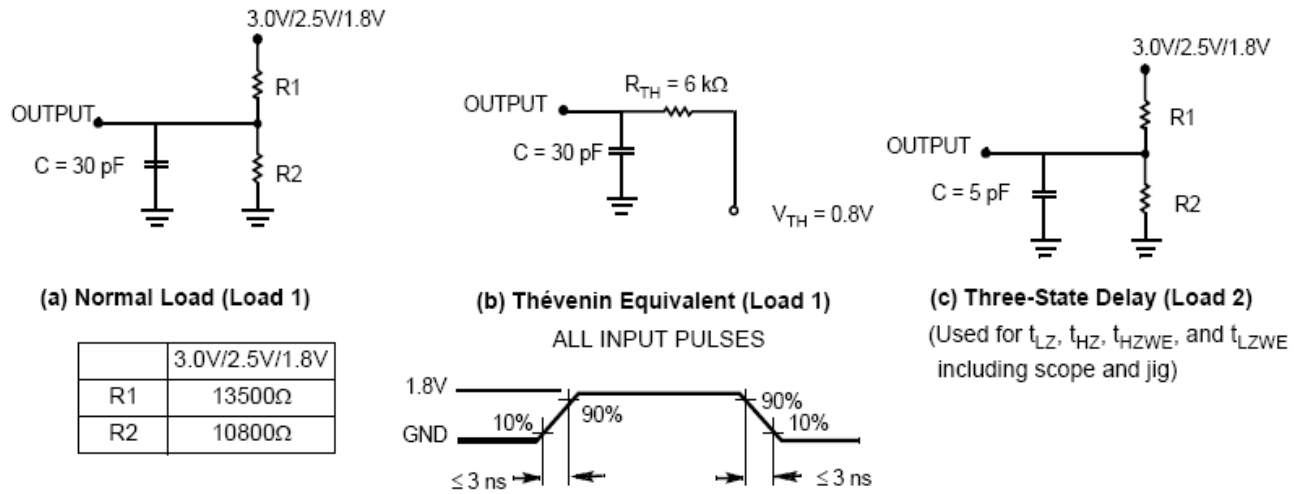 3.0V/2.5V/1.8V
R1
OUTPUT
C = 30 pF
R2
(a) Normal Load (Load 1)
3.0V/2.5V/1.8V
R1 13500Ω
R2 10800Ω
R_TH = 6 kΩ
OUTPUT
C = 30 pF
V_TH = 0.8V
(b) Thévenin Equivalent (Load 1)
ALL INPUT PULSES
1.8V
GND
10%
90%
90%
10%
≤ 3 ns
≤ 3 ns
3.0V/2.5V/1.8V
R1
OUTPUT
C = 5 pF
R2
(c) Three-State Delay (Load 2)
(Used for t_LZ, t_HZ, t_HZWE, and t_LZWE
including scope and jig)